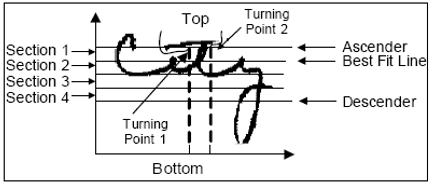 Top
Turning
Point 2
Section 1
Section 2
Section 3
Section 4
Ascender
Best Fit Line
Descender
Turning
Point 1
Bottom